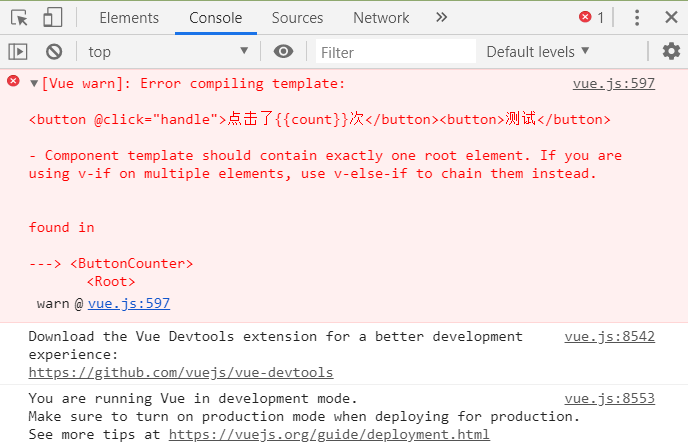 Elements Console Sources Network » 1
top Filter Default levels
[Vue warn]: Error compiling template: vue.js:597
<button @click="handle">点击了{{count}}次</button><button>测试</button>
- Component template should contain exactly one root element. If you are
using v-if on multiple elements, use v-else-if to chain them instead.
found in
---> <ButtonCounter>
<Root>
warn @ vue.js:597
Download the Vue Devtools extension for a better development vue.js:8542
experience:
https://github.com/vuejs/vue-devtools
You are running Vue in development mode. vue.js:8553
Make sure to turn on production mode when deploying for production.
See more tips at https://vuejs.org/guide/deployment.html